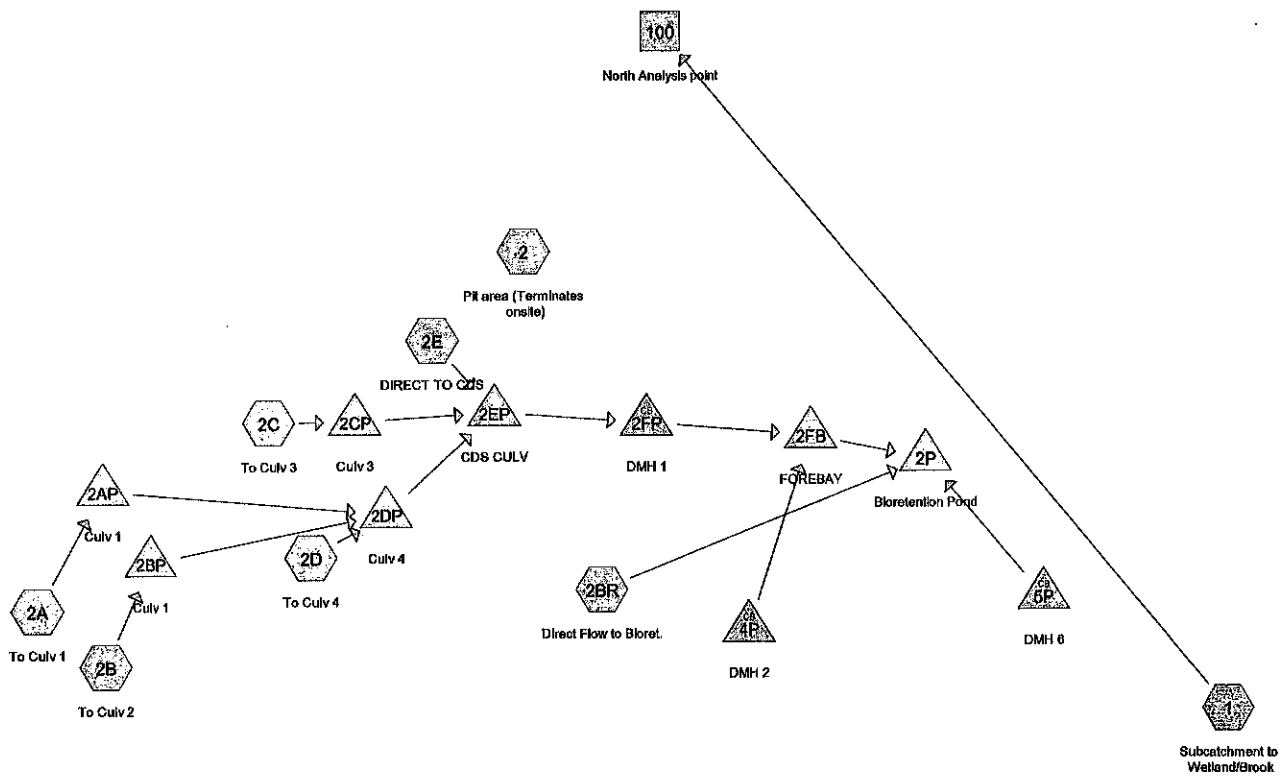 100
North Analysis point
2
Pit area (Terminates
onsite)
2E
DIRECT TO CDS
2C
To Culv 3
2CP
Culv 3
2EP
CDS CULV
CB
2FP
DMH 1
2FB
FOREBAY
2P
Bioretention Pond
2AP
Culv 1
2DP
Culv 4
2BP
Culv 1
2D
To Culv 4
2A
To Culv 1
2B
To Culv 2
2BR
Direct Flow to Bioret.
CB
4P
DMH 2
CB
5P
DMH 6
1
Subcatchment to
Wetland/Brook